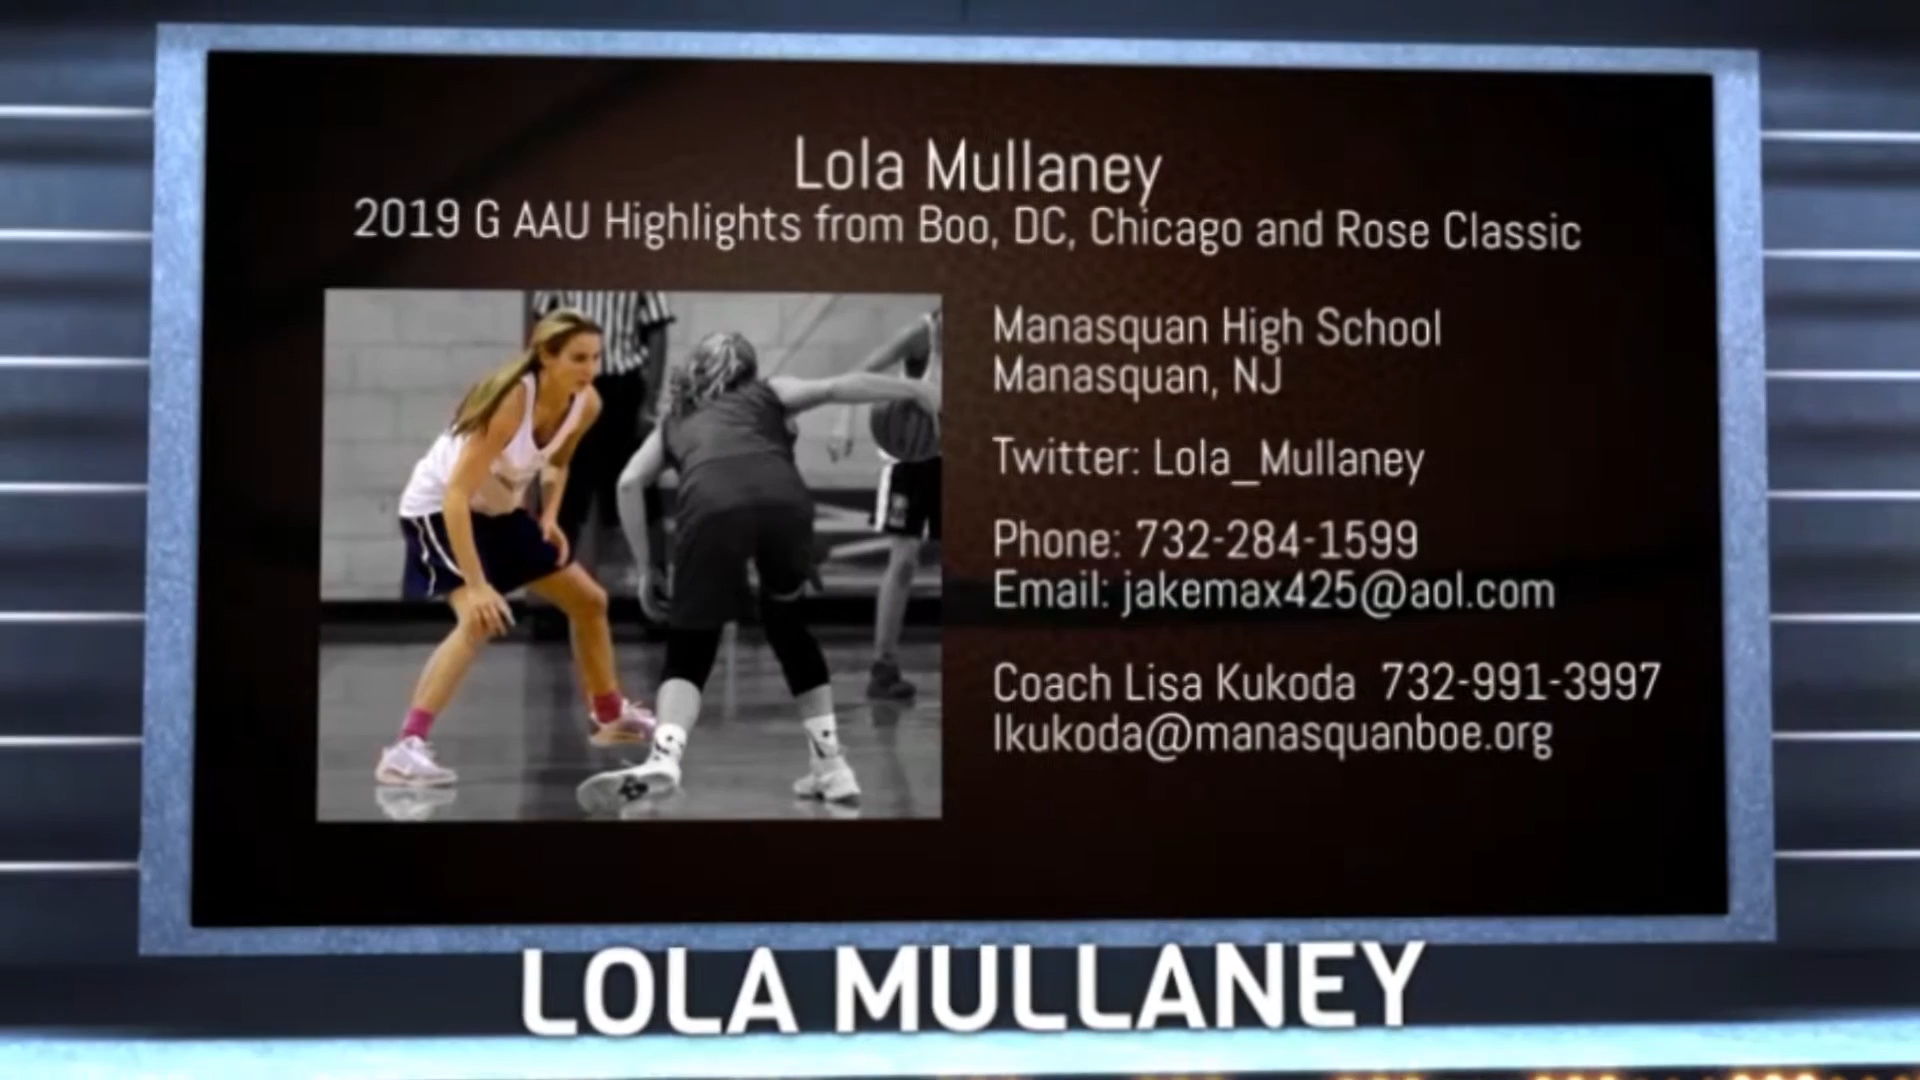 Lola Mullaney
2019 G AAU Highlights from Boo, DC, Chicago and Rose Classic
Manasquan High School
Manasquan, NJ
Twitter: Lola_Mullaney
Phone: 732-284-1599
Email: jakemax425@aol.com
Coach Lisa Kukoda 732-991-3997
lkukoda@manasquanboe.org
LOLA MULLANEY